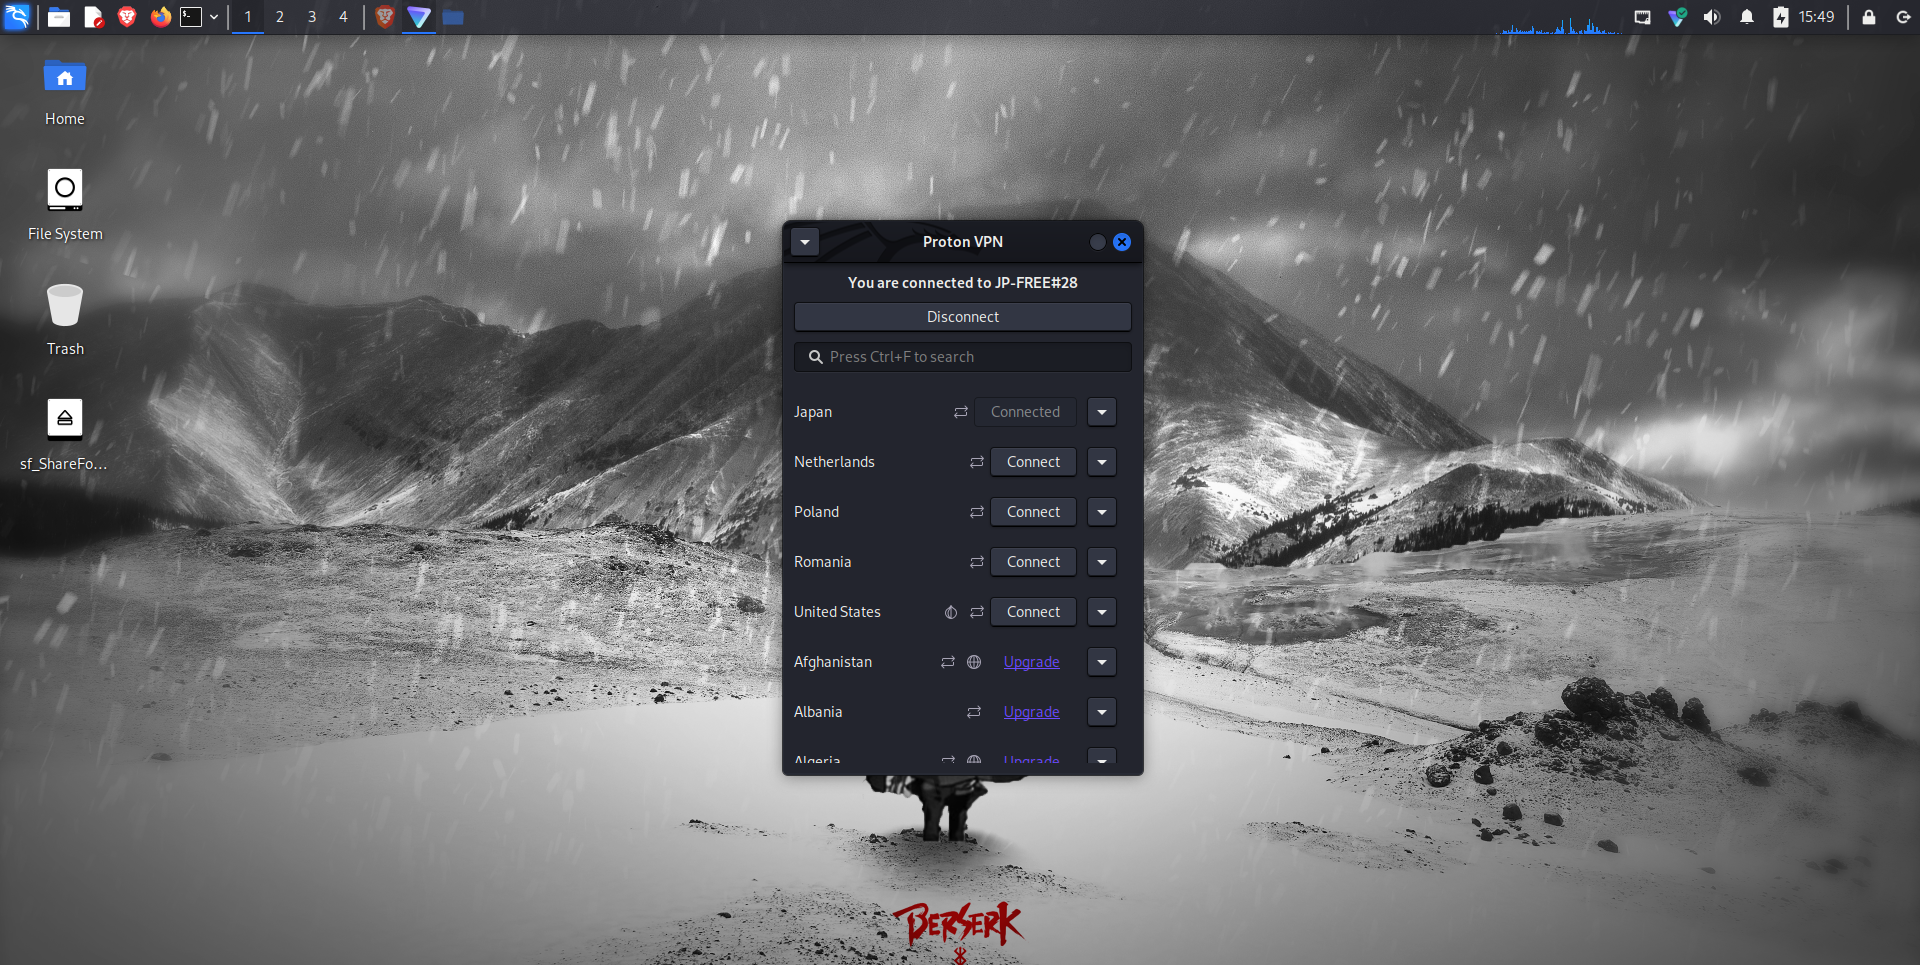 1 2 3 4
15:49
Home
File System
Trash
sf_ShareFo...
Proton VPN
You are connected to JP-FREE#28
Disconnect
Press Ctrl+F to search
Japan Connected
Netherlands Connect
Poland Connect
Romania Connect
United States Connect
Afghanistan Upgrade
Albania Upgrade
Algeria Upgrade
BERSERK